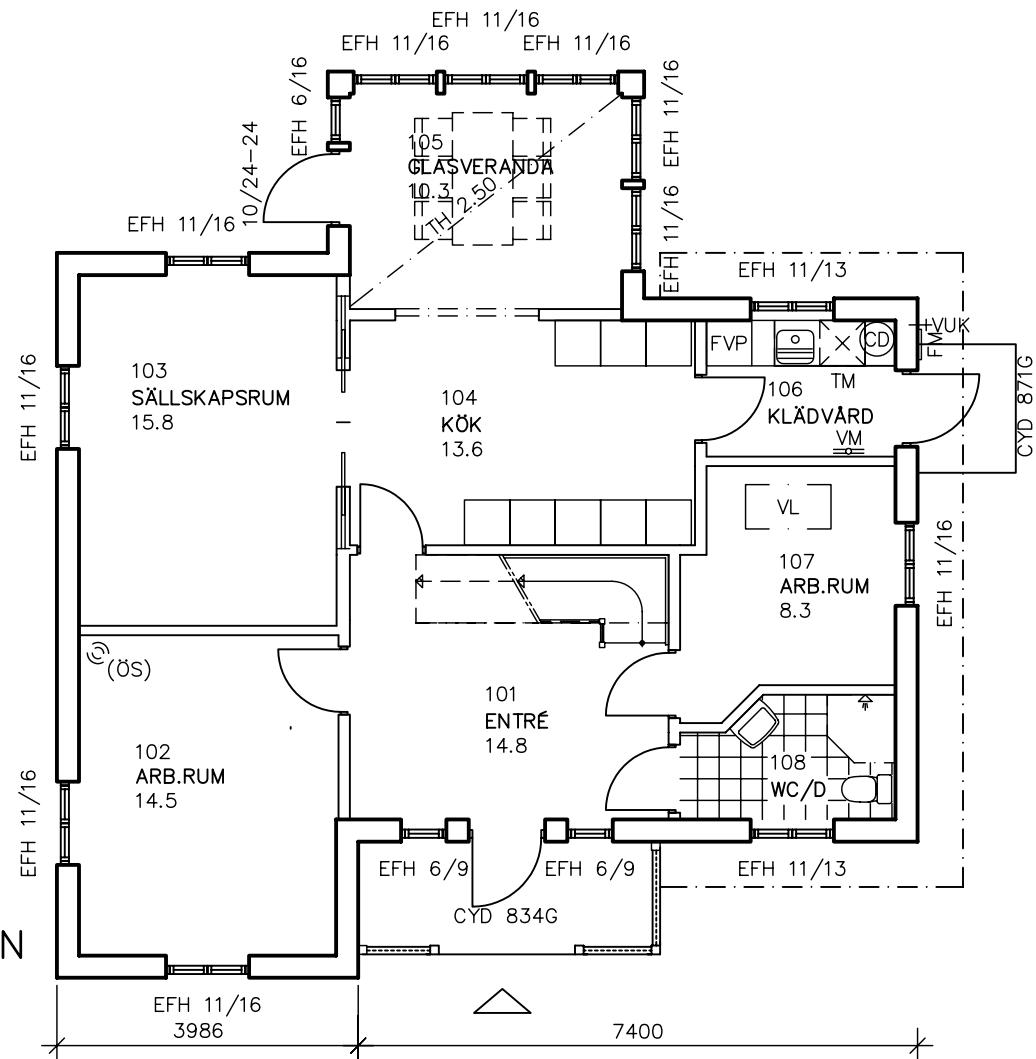 EFH 11/16
EFH 11/16
EFH 11/16
EFH 6/16
EFH 11/16
10/24-24
105
GLASVERANDA
10.3
TH 2.50
EFH 11/16
EFH 11/16
EFH 11/13
FVP
CD
VUK
FM
TM
CYD 871G
EFH 11/16
103
SÄLLSKAPSRUM
15.8
104
KÖK
13.6
106
KLÄDVÅRD
VM
VL
107
ARB.RUM
8.3
EFH 11/16
(ÖS)
101
ENTRÉ
14.8
102
ARB.RUM
14.5
108
WC/D
EFH 11/16
EFH 6/9
EFH 6/9
EFH 11/13
CYD 834G
N
EFH 11/16
3986
7400